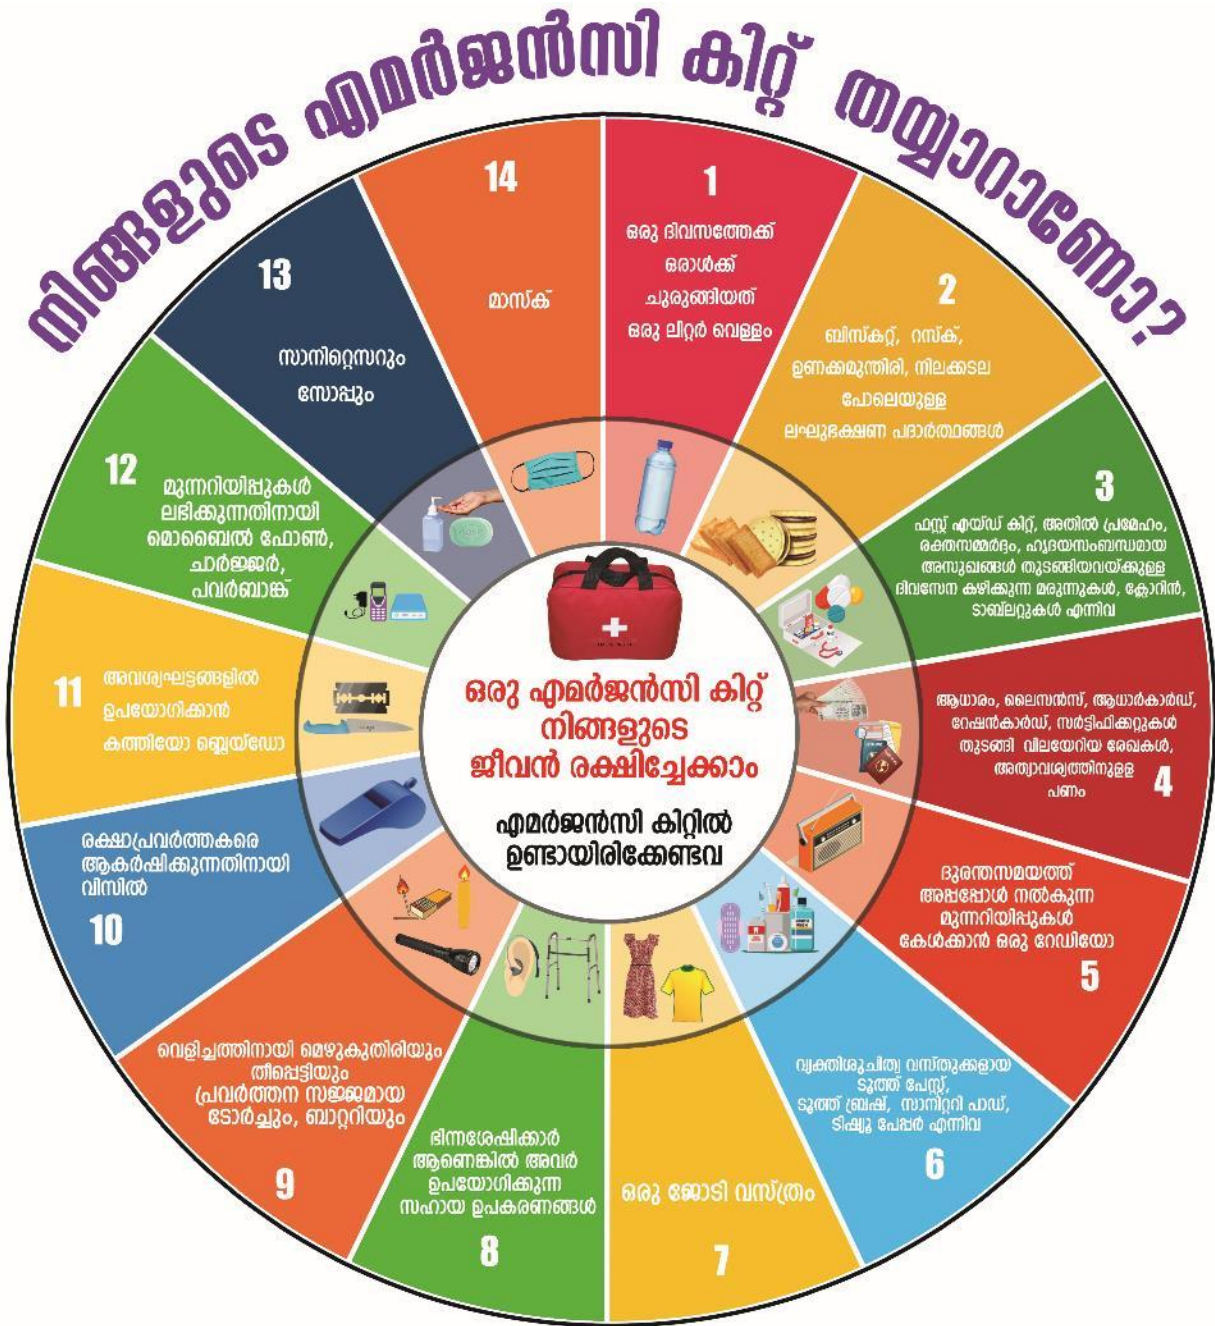 നിങ്ങളുടെ എമർജൻസി കിറ്റ് തയ്യാറാണോ?
1
ഒരു ദിവസത്തേക്ക്
ഒരാൾക്ക്
ചുരുങ്ങിയത്
ഒരു ലിറ്റർ വെള്ളം
2
ബിസ്കറ്റ്, റസ്ക്,
ഉണക്കമുന്തിരി, നിലക്കടല
പോലെയുള്ള
ലഘുഭക്ഷണ പദാർത്ഥങ്ങൾ
3
ഫസ്റ്റ് എയ്ഡ് കിറ്റ്, അതിൽ പ്രമേഹം,
രക്തസമ്മർദ്ദം, ഹൃദയസംബന്ധമായ
അസുഖങ്ങൾ തുടങ്ങിയവയ്ക്കുള്ള
ദിവസേന കഴിക്കുന്ന മരുന്നുകൾ, ക്ലോറിൻ,
ടാബ്ലറ്റുകൾ എന്നിവ
ആധാരം, ലൈസൻസ്, ആധാർകാർഡ്,
റേഷൻകാർഡ്, സർട്ടിഫിക്കറ്റുകൾ
തുടങ്ങി വിലയേറിയ രേഖകൾ,
അത്യാവശ്യത്തിനുളള
പണം
4
ദുരന്തസമയത്ത്
അപ്പപ്പോൾ നൽകുന്ന
മുന്നറിയിപ്പുകൾ
കേൾക്കാൻ ഒരു റേഡിയോ
5
വ്യക്തിശുചിത്വ വസ്തുക്കളായ
ടൂത്ത് പേസ്റ്റ്,
ടൂത്ത് ബ്രഷ്, സാനിറ്ററി പാഡ്,
ടിഷ്യൂ പേപ്പർ എന്നിവ
6
ഒരു ജോടി വസ്ത്രം
7
ഭിന്നശേഷിക്കാർ
ആണെങ്കിൽ അവർ
ഉപയോഗിക്കുന്ന
സഹായ ഉപകരണങ്ങൾ
8
വെളിച്ചത്തിനായി മെഴുകുതിരിയും
തീപ്പെട്ടിയും
പ്രവർത്തന സജ്ജമായ
ടോർച്ചും, ബാറ്ററിയും
9
രക്ഷാപ്രവർത്തകരെ
ആകർഷിക്കുന്നതിനായി
വിസിൽ
10
11
അവശ്യഘട്ടങ്ങളിൽ
ഉപയോഗിക്കാൻ
കത്തിയോ ബ്ലെയ്ഡോ
12
മുന്നറിയിപ്പുകൾ
ലഭിക്കുന്നതിനായി
മൊബൈൽ ഫോൺ,
ചാർജ്ജർ,
പവർബാങ്ക്
13
സാനിറ്റൈസറും
സോപ്പും
14
മാസ്ക്
ഒരു എമർജൻസി കിറ്റ്
നിങ്ങളുടെ
ജീവൻ രക്ഷിച്ചേക്കാം
എമർജൻസി കിറ്റിൽ
ഉണ്ടായിരിക്കേണ്ടവ